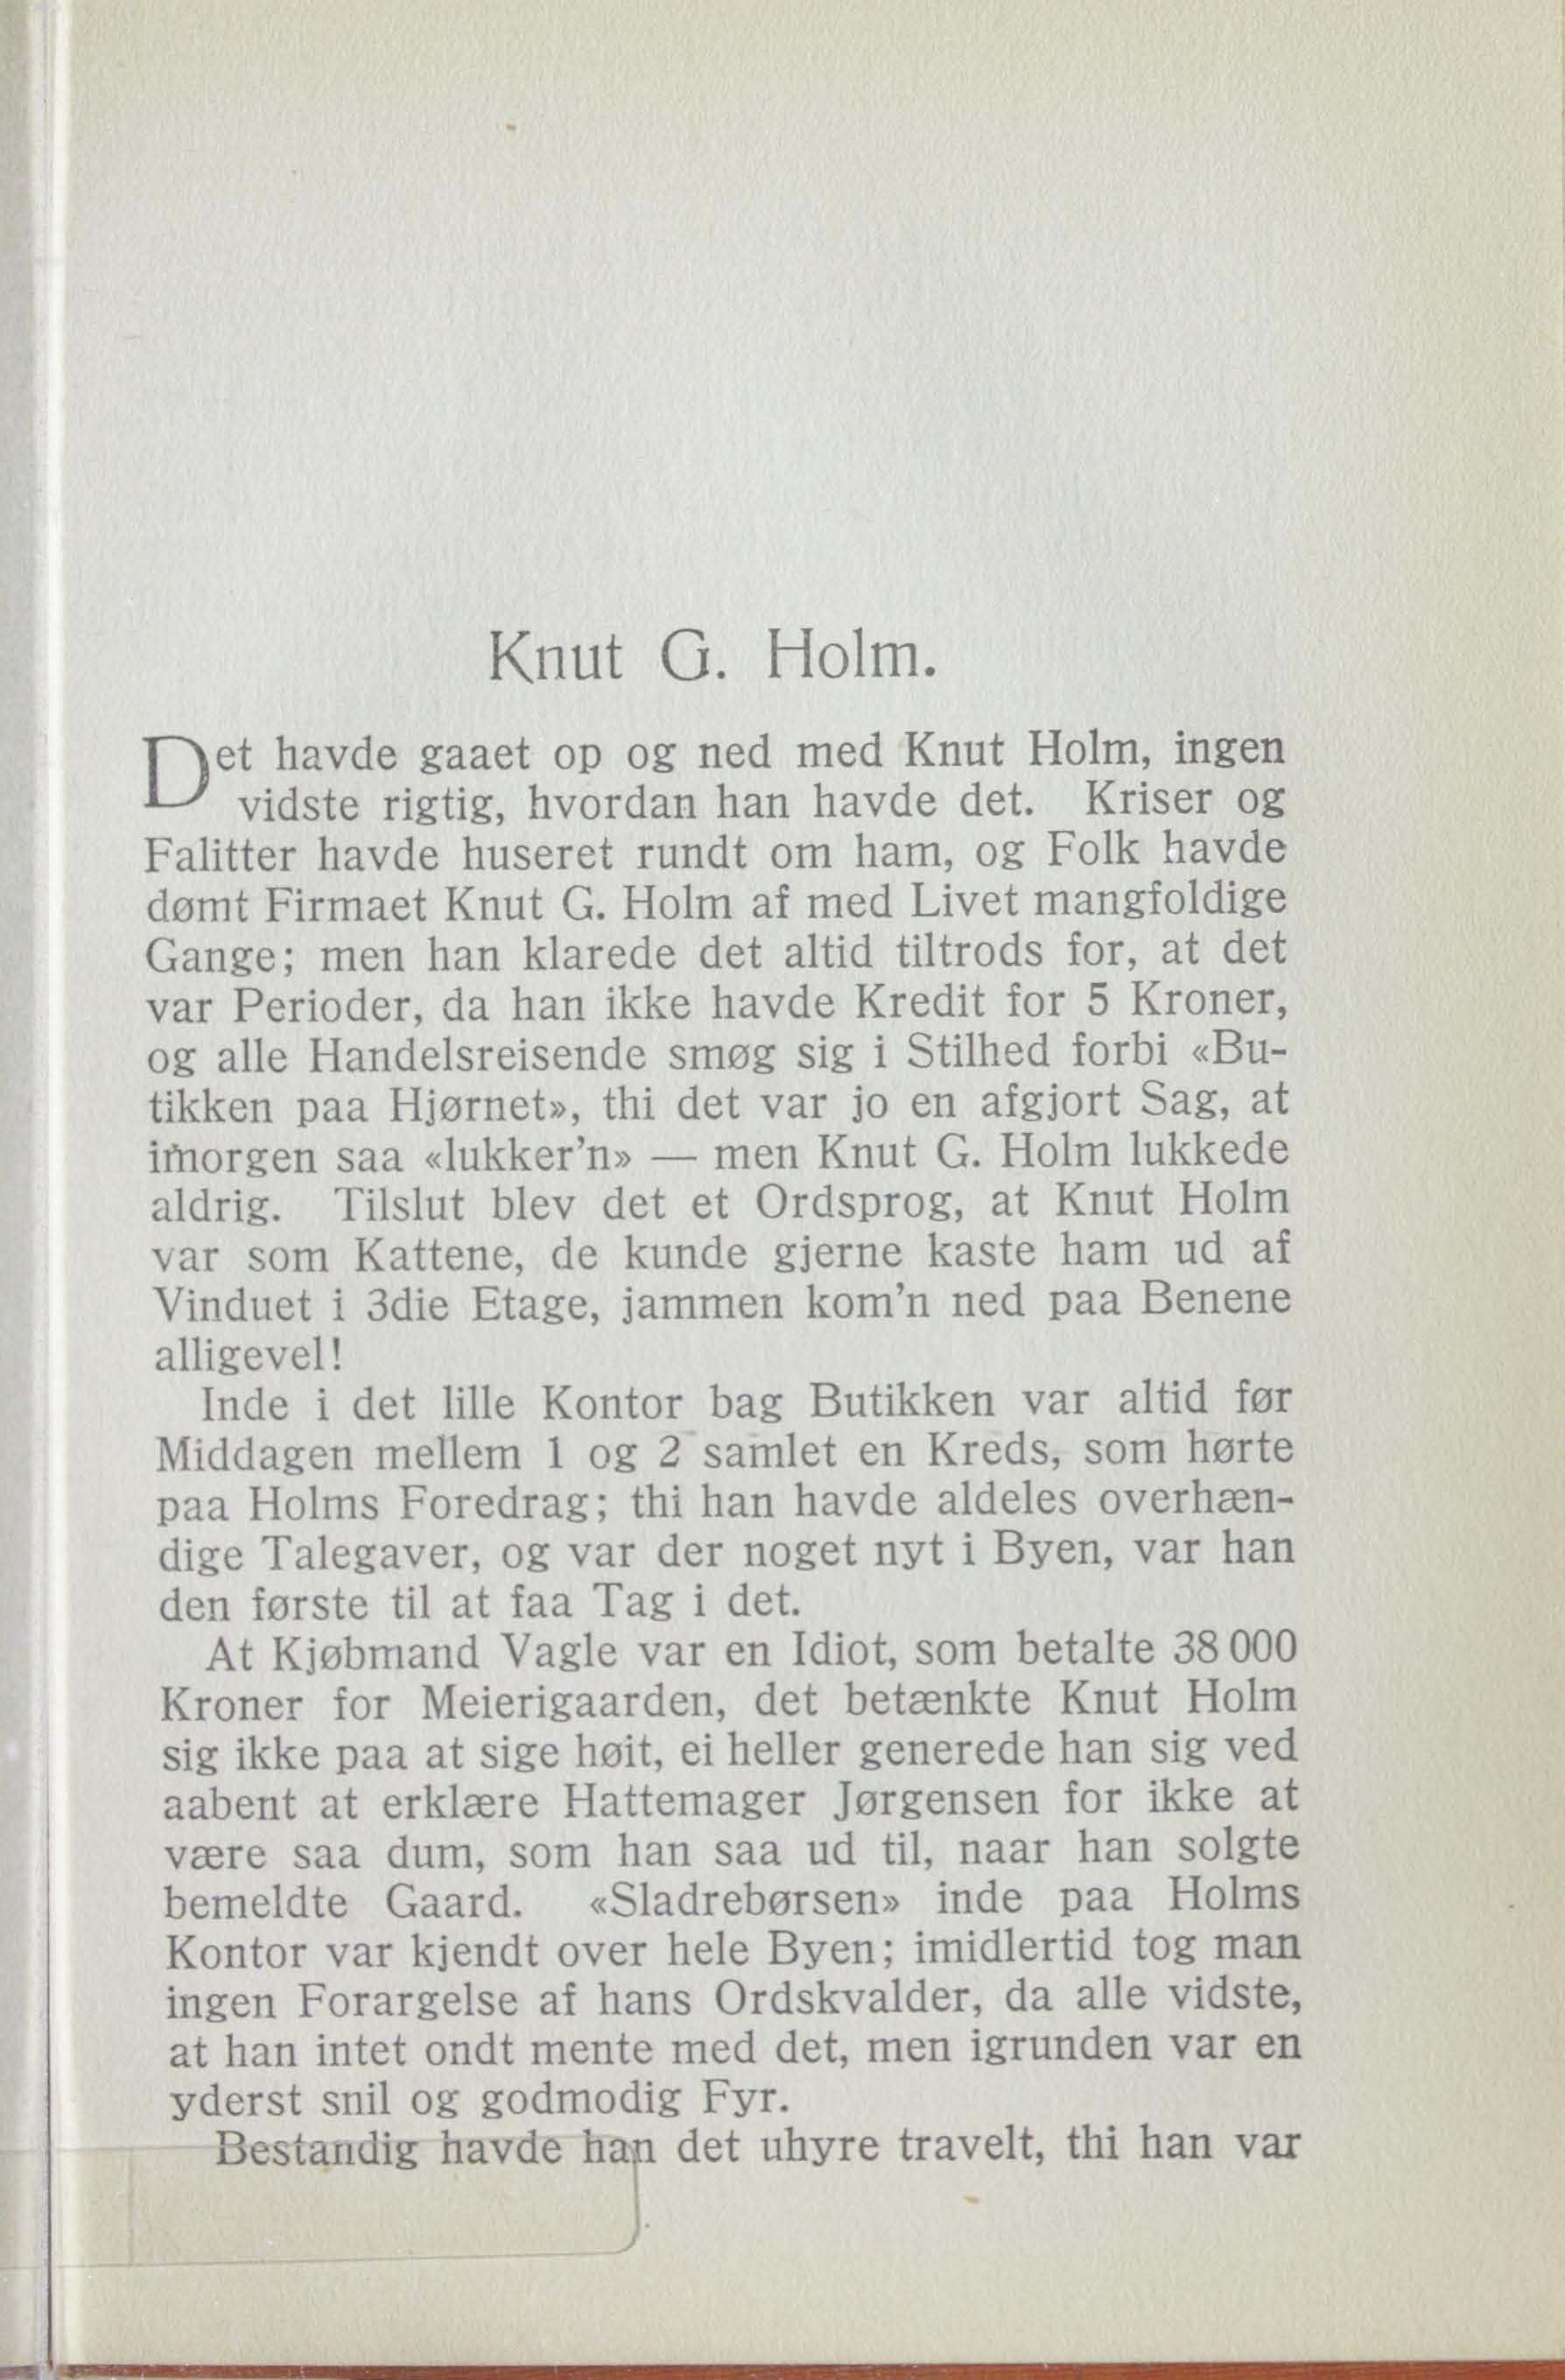 Knut G. Holm.
Det havde gaaet op og ned med Knut Holm, ingen
vidste rigtig, hvordan han havde det. Kriser og
Falitter havde huseret rundt om ham, og Folk havde
dømt Firmaet Knut G. Holm af med Livet mangfoldige
Gange; men han klarede det altid tiltrods for, at det
var Perioder, da han ikke havde Kredit for 5 Kroner,
og alle Handelsreisende smøg sig i Stilhed forbi «Bu-
tikken paa Hjørnet», thi det var jo en afgjort Sag, at
imorgen saa «lukker'n» — men Knut G. Holm lukkede
aldrig. Tilslut blev det et Ordsprog, at Knut Holm
var som Kattene, de kunde gjerne kaste ham ud af
Vinduet i 3die Etage, jammen kom'n ned paa Benene
alligevel!
Inde i det lille Kontor bag Butikken var altid før
Middagen mellem 1 og 2 samlet en Kreds, som hørte
paa Holms Foredrag; thi han havde aldeles overhæn-
dige Talegaver, og var der noget nyt i Byen, var han
den første til at faa Tag i det.
At Kjøbmand Vagle var en Idiot, som betalte 38 000
Kroner for Meierigaarden, det betænkte Knut Holm
sig ikke paa at sige høit, ei heller generede han sig ved
aabent at erklære Hattemager Jørgensen for ikke at
være saa dum, som han saa ud til, naar han solgte
bemeldte Gaard. «Sladrebørsen» inde paa Holms
Kontor var kjendt over hele Byen; imidlertid tog man
ingen Forargelse af hans Ordskvalder, da alle vidste,
at han intet ondt mente med det, men igrunden var en
yderst snil og godmodig Fyr.
Bestandig havde han det uhyre travelt, thi han var